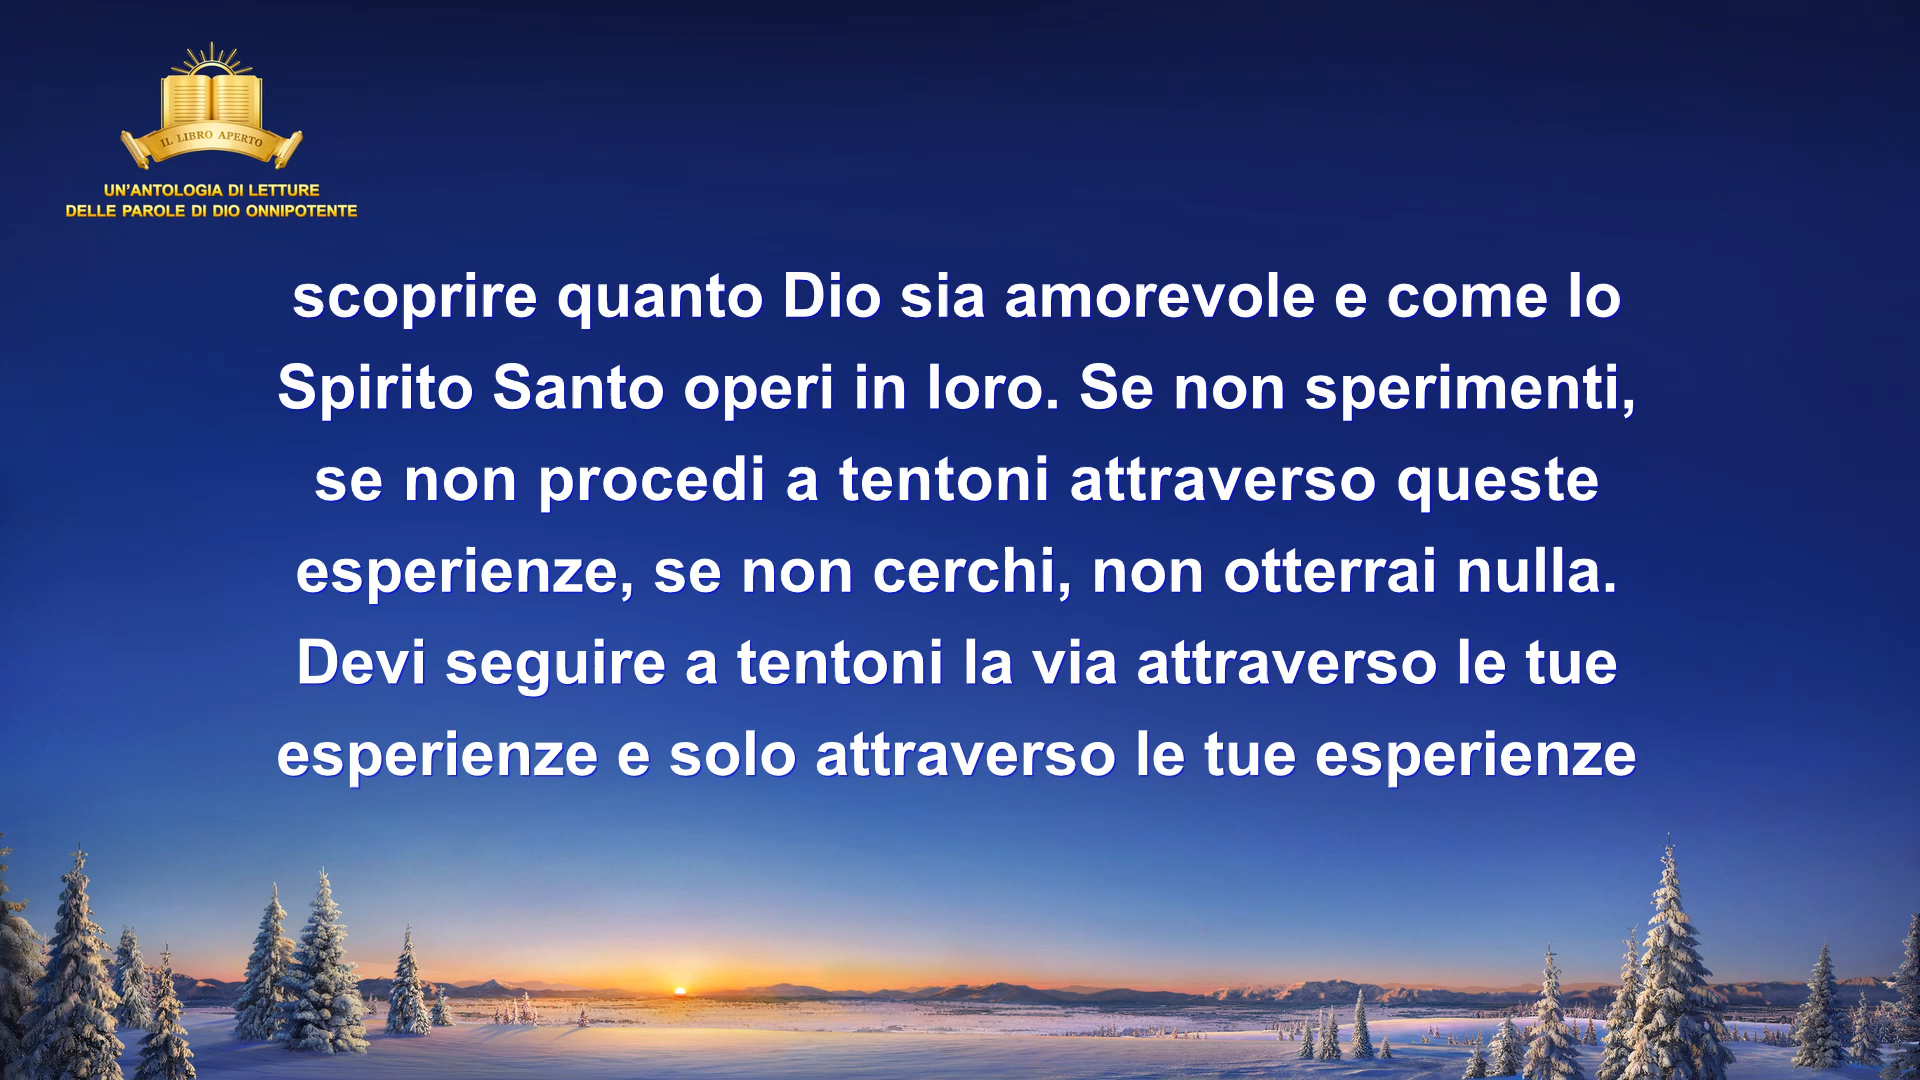 IL LIBRO APERTO
UN'ANTOLOGIA DI LETTURE
DELLE PAROLE DI DIO ONNIPOTENTE
scoprire quanto Dio sia amorevole e come lo
Spirito Santo operi in loro. Se non sperimenti,
se non procedi a tentoni attraverso queste
esperienze, se non cerchi, non otterrai nulla.
Devi seguire a tentoni la via attraverso le tue
esperienze e solo attraverso le tue esperienze